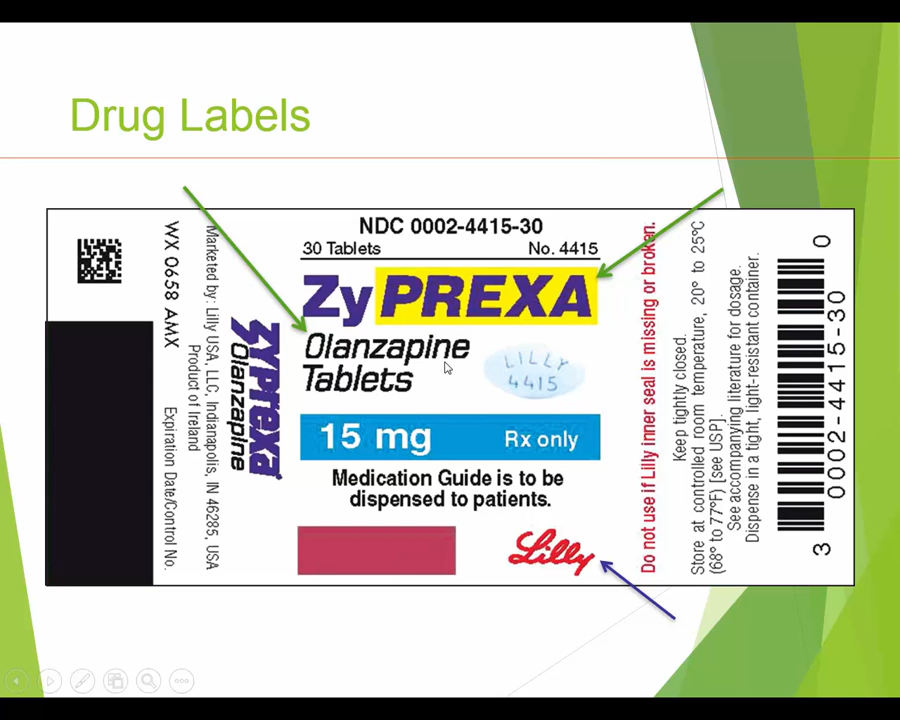 Drug Labels
WX 0658 AMX
Expiration Date/Control No.
Marketed by: Lilly USA, LLC, Indianapolis, IN 46285, USA
Product of Ireland
ZYPREXA
Olanzapine
NDC 0002-4415-30
30 Tablets No. 4415
ZyPREXA
Olanzapine
Tablets
LILLY
4415
15 mg Rx only
Medication Guide is to be
dispensed to patients.
Lilly
Do not use if Lilly inner seal is missing or broken.
Keep tightly closed.
Store at controlled room temperature, 20° to 25°C
(68° to 77°F) [see USP].
See accompanying literature for dosage.
Dispense in a tight, light-resistant container.
3 0002-4415-30 0